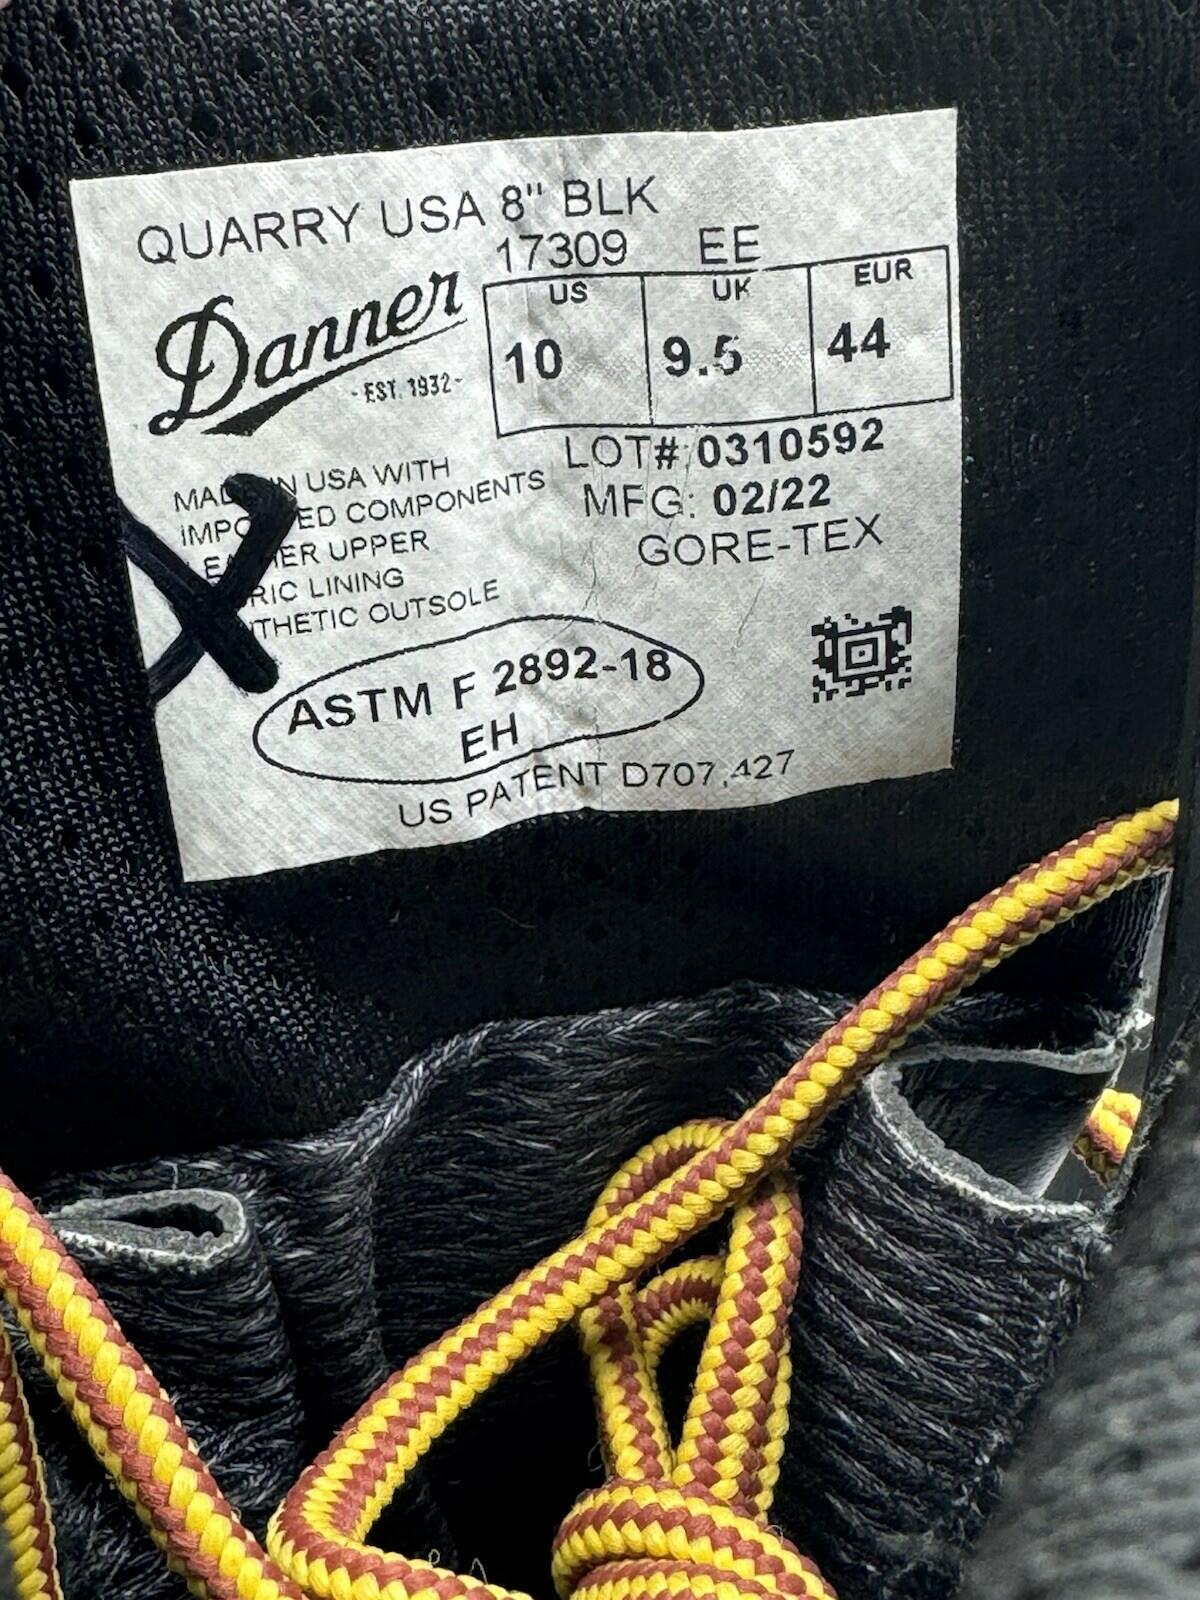 QUARRY USA 8" BLK
17309 EE
Danner
-EST. 1932-
US UK EUR
10 9.5 44
LOT#: 0310592
MFG: 02/22
GORE-TEX
IN USA WITH
COMPONENTS
UPPER
LINING
OUTSOLE
ASTM F 2892-18
EH
US PATENT D707,427